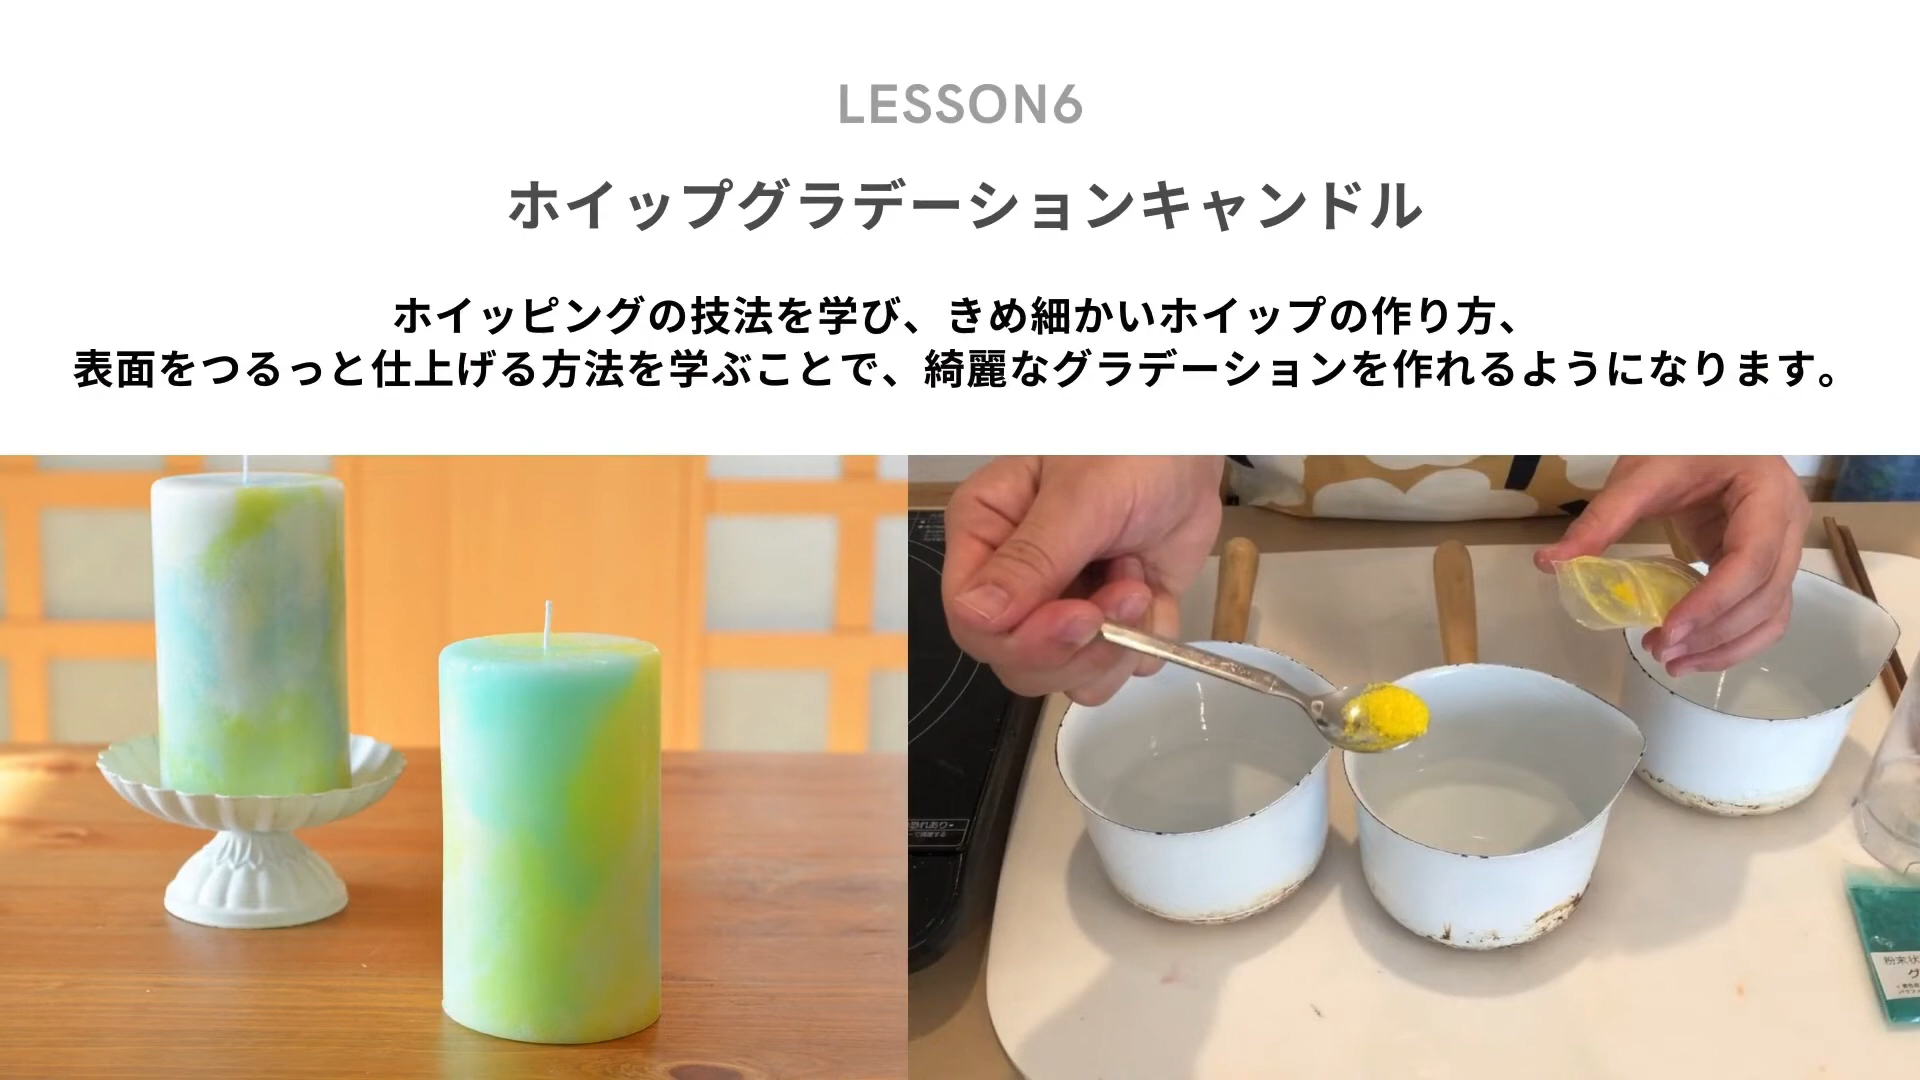 LESSON6
ホイップグラデーションキャンドル
ホイッピングの技法を学び、きめ細かいホイップの作り方、
表面をつるっと仕上げる方法を学ぶことで、綺麗なグラデーションを作れるようになります。
粉末状
グ